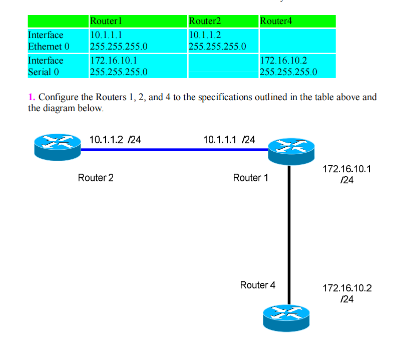 Router1 Router2 Router4
Interface 10.1.1.1 10.1.1.2
Ethernet 0 255.255.255.0 255.255.255.0
Interface 172.16.10.1 172.16.10.2
Serial 0 255.255.255.0 255.255.255.0
1. Configure the Routers 1, 2, and 4 to the specifications outlined in the table above and
the diagram below.
10.1.1.2 /24 10.1.1.1 /24
Router 2 Router 1
172.16.10.1
/24
Router 4
172.16.10.2
/24